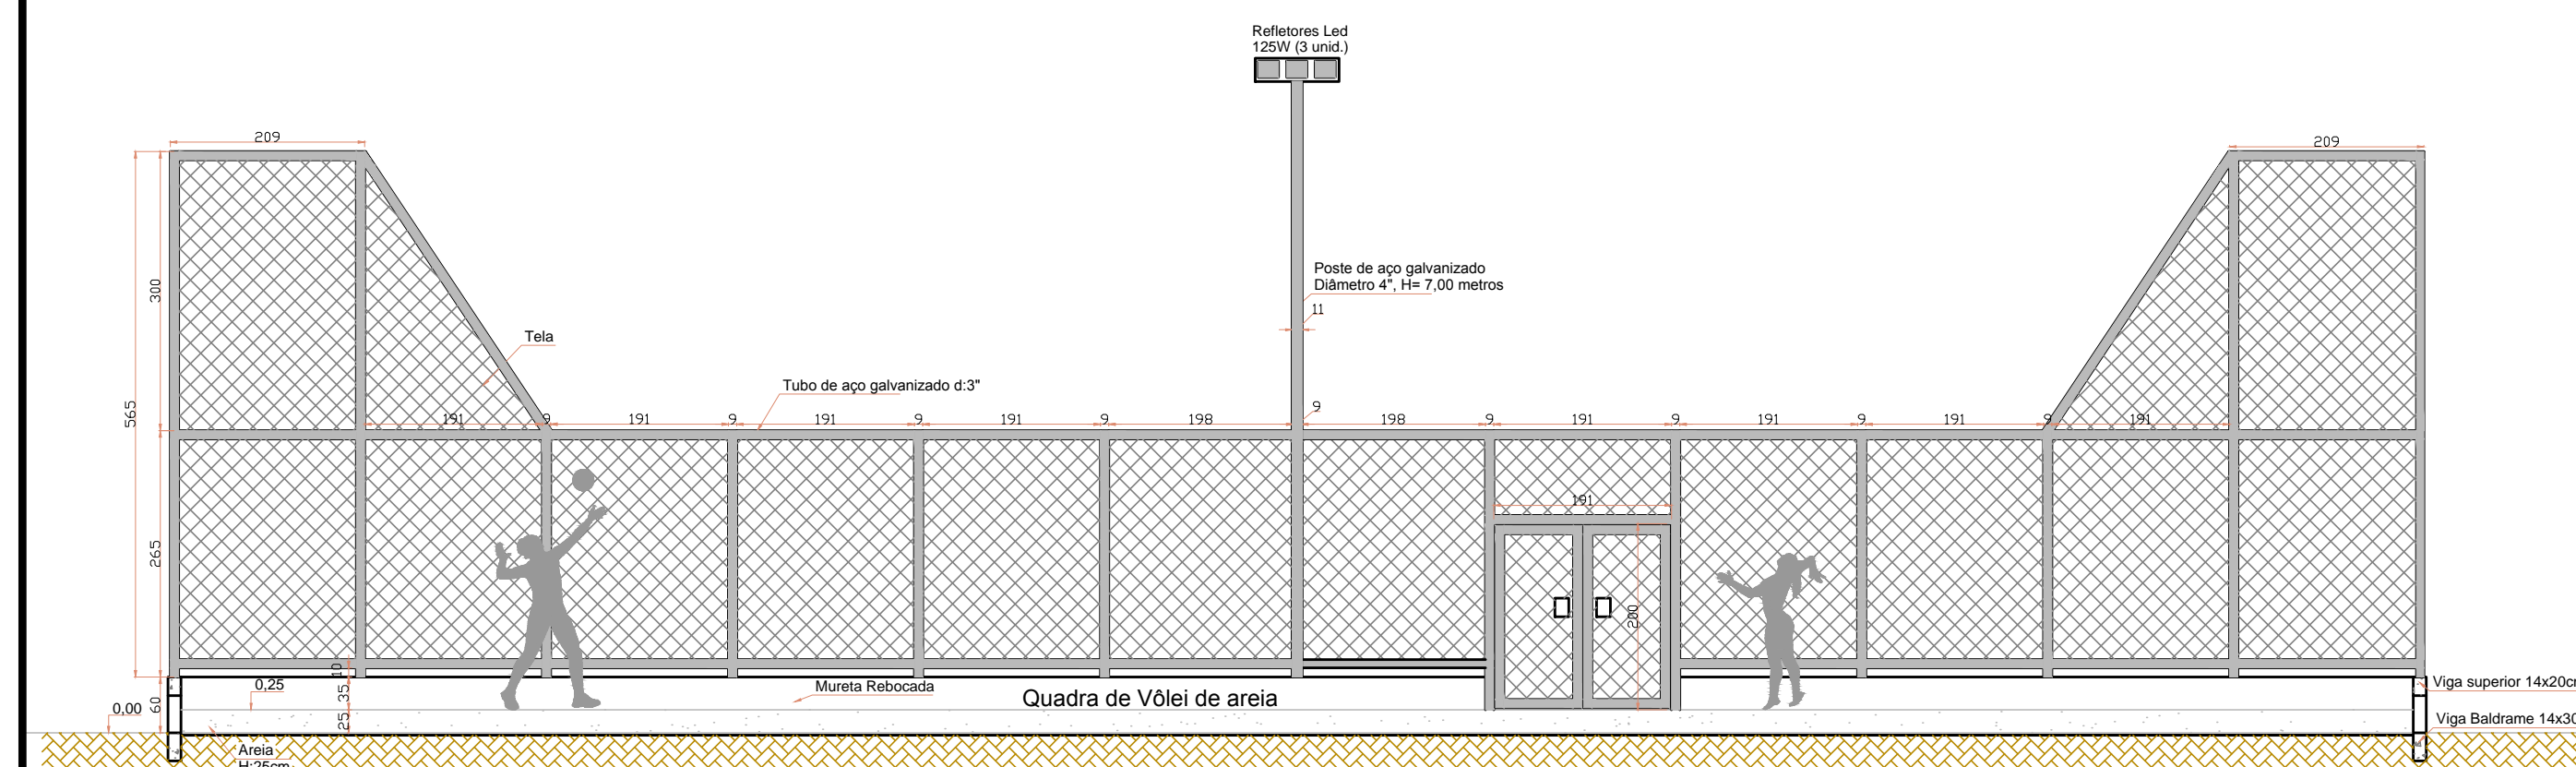 Refletores Led
125W (3 unid.)
209
209
300
565
265
60
Poste de aço galvanizado
Diâmetro 4", H= 7,00 metros
11
Tela
Tubo de aço galvanizado d:3"
9
191
9
191
9
191
9
191
9
198
198
9
191
9
191
9
191
9
191
191
200
10
35
25
0,25
0,00
Mureta Rebocada
Quadra de Vôlei de areia
Viga superior 14x20c
Viga Baldrame 14x30
Areia
H:25cm